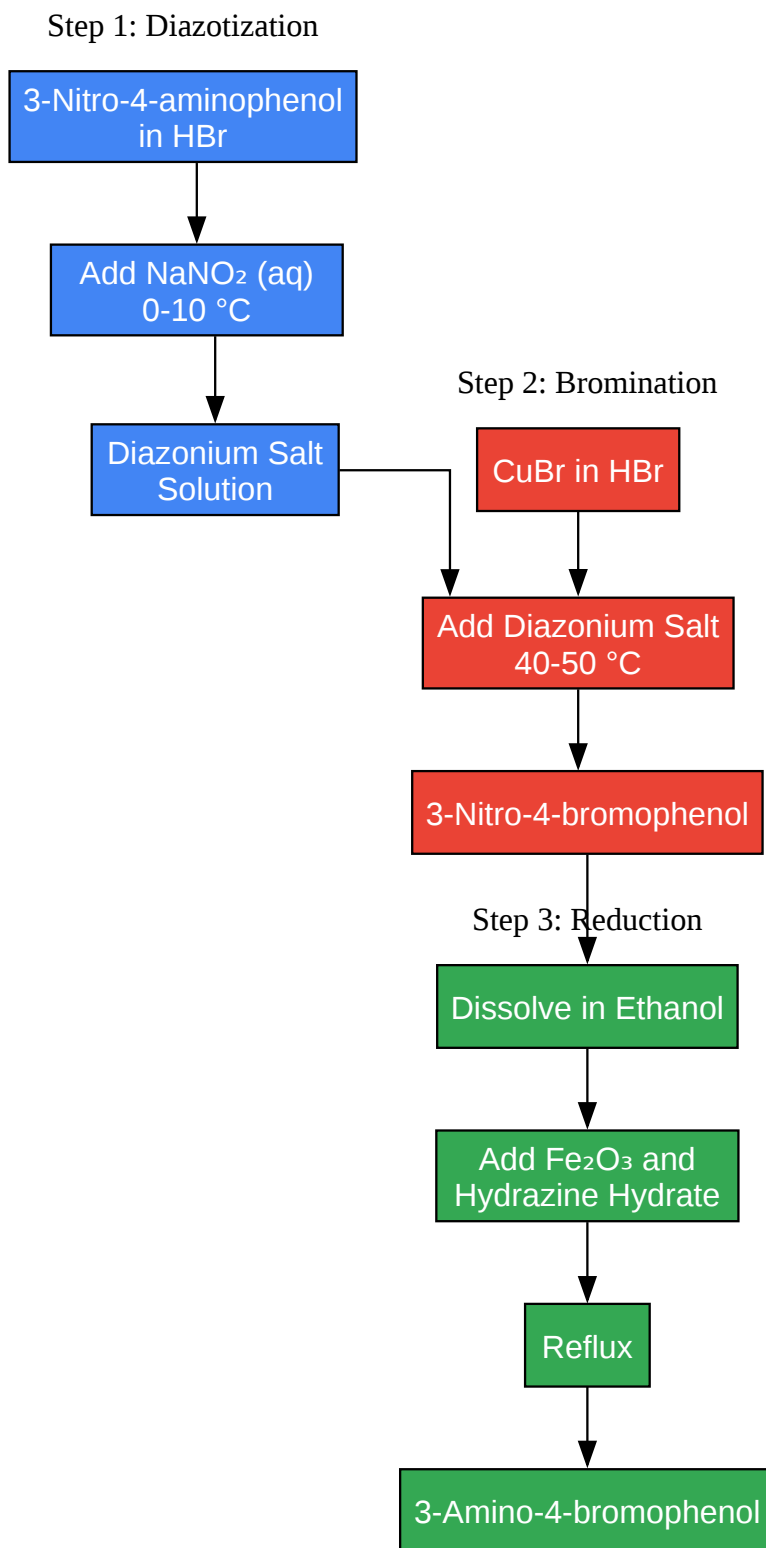 Step 1: Diazotization
3-Nitro-4-aminophenol
in HBr
Add NaNO₂ (aq)
0-10 °C
Diazonium Salt
Solution
Step 2: Bromination
CuBr in HBr
Add Diazonium Salt
40-50 °C
3-Nitro-4-bromophenol
Step 3: Reduction
Dissolve in Ethanol
Add Fe₂O₃ and
Hydrazine Hydrate
Reflux
3-Amino-4-bromophenol